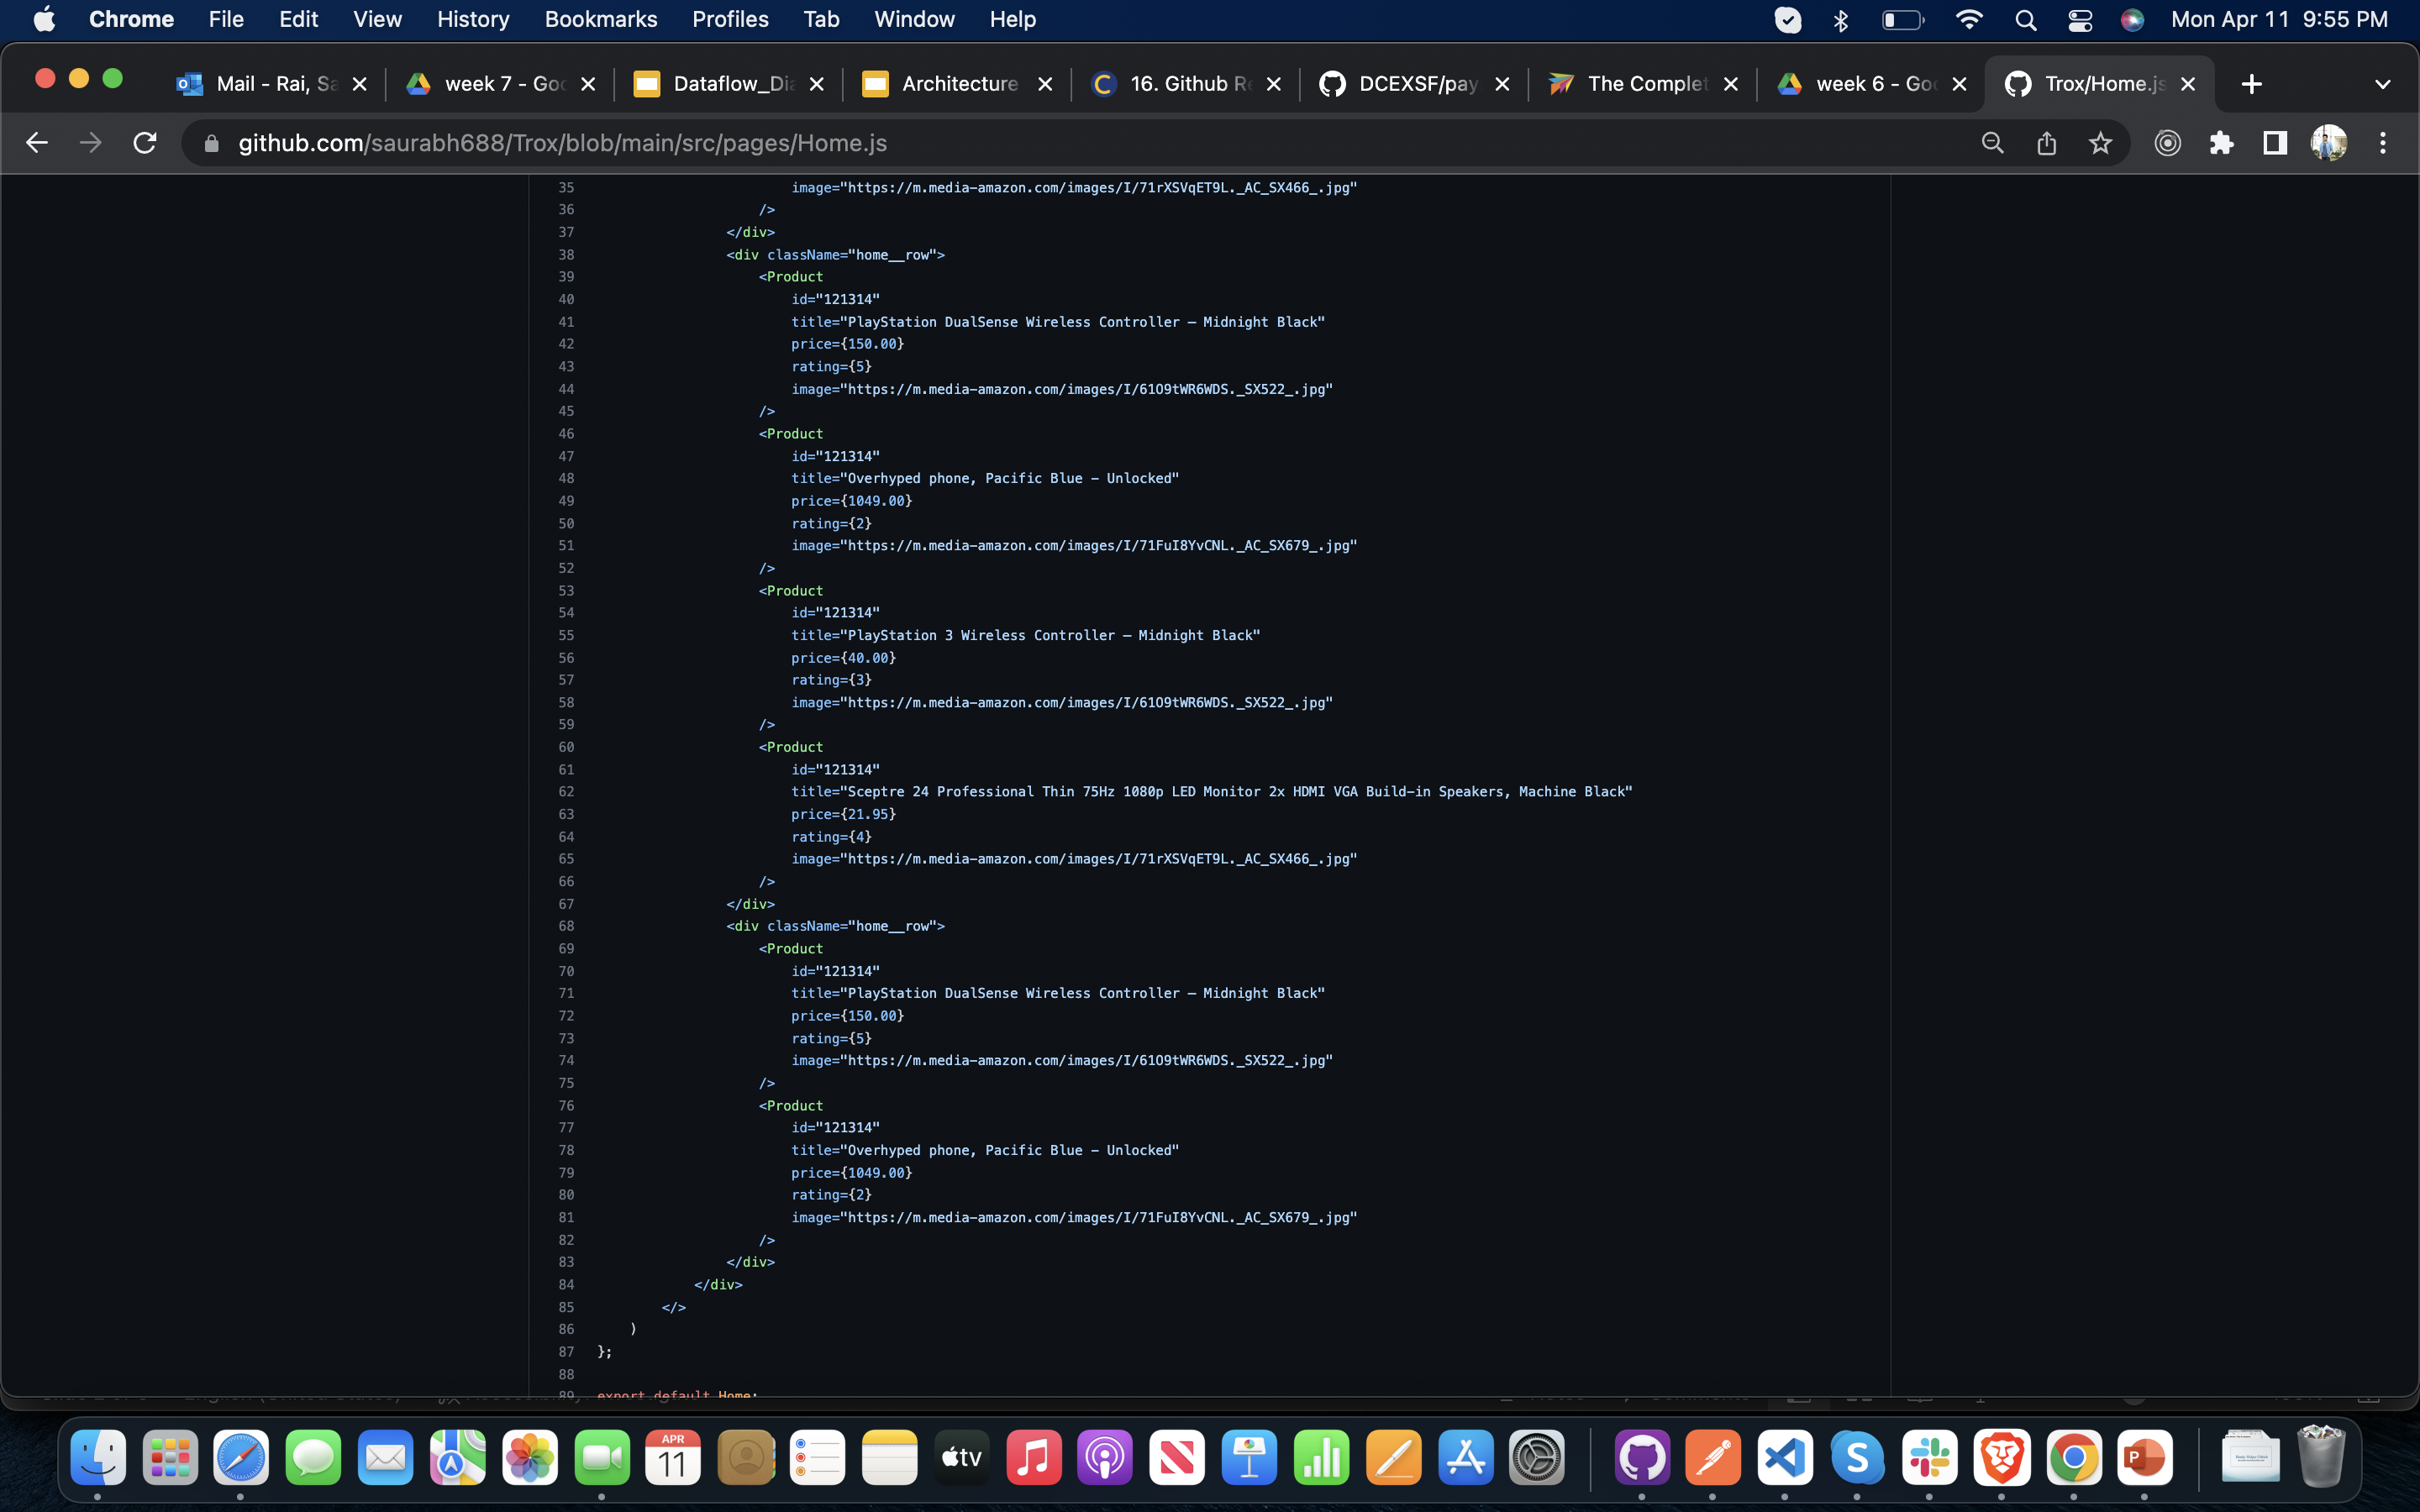 Chrome File Edit View History Bookmarks Profiles Tab Window Help Mon Apr 11 9:55 PM
Mail - Rai, Sa week 7 - Goo Dataflow_Dia Architecture 16. Github Re DCEXSF/pay The Complet week 6 - Goo Trox/Home.js
github.com/saurabh688/Trox/blob/main/src/pages/Home.js
35 image="https://m.media-amazon.com/images/I/71rXSVqET9L._AC_SX466_.jpg"
36 />
37 </div>
38 <div className="home__row">
39 <Product
40 id="121314"
41 title="PlayStation DualSense Wireless Controller – Midnight Black"
42 price={150.00}
43 rating={5}
44 image="https://m.media-amazon.com/images/I/61O9tWR6WDS._SX522_.jpg"
45 />
46 <Product
47 id="121314"
48 title="Overhyped phone, Pacific Blue - Unlocked"
49 price={1049.00}
50 rating={2}
51 image="https://m.media-amazon.com/images/I/71FuI8YvCNL._AC_SX679_.jpg"
52 />
53 <Product
54 id="121314"
55 title="PlayStation 3 Wireless Controller – Midnight Black"
56 price={40.00}
57 rating={3}
58 image="https://m.media-amazon.com/images/I/61O9tWR6WDS._SX522_.jpg"
59 />
60 <Product
61 id="121314"
62 title="Sceptre 24 Professional Thin 75Hz 1080p LED Monitor 2x HDMI VGA Build-in Speakers, Machine Black"
63 price={21.95}
64 rating={4}
65 image="https://m.media-amazon.com/images/I/71rXSVqET9L._AC_SX466_.jpg"
66 />
67 </div>
68 <div className="home__row">
69 <Product
70 id="121314"
71 title="PlayStation DualSense Wireless Controller – Midnight Black"
72 price={150.00}
73 rating={5}
74 image="https://m.media-amazon.com/images/I/61O9tWR6WDS._SX522_.jpg"
75 />
76 <Product
77 id="121314"
78 title="Overhyped phone, Pacific Blue - Unlocked"
79 price={1049.00}
80 rating={2}
81 image="https://m.media-amazon.com/images/I/71FuI8YvCNL._AC_SX679_.jpg"
82 />
83 </div>
84 </div>
85 </>
86 )
87 };
88
89 export default Home;
APR
11
tv
S
P